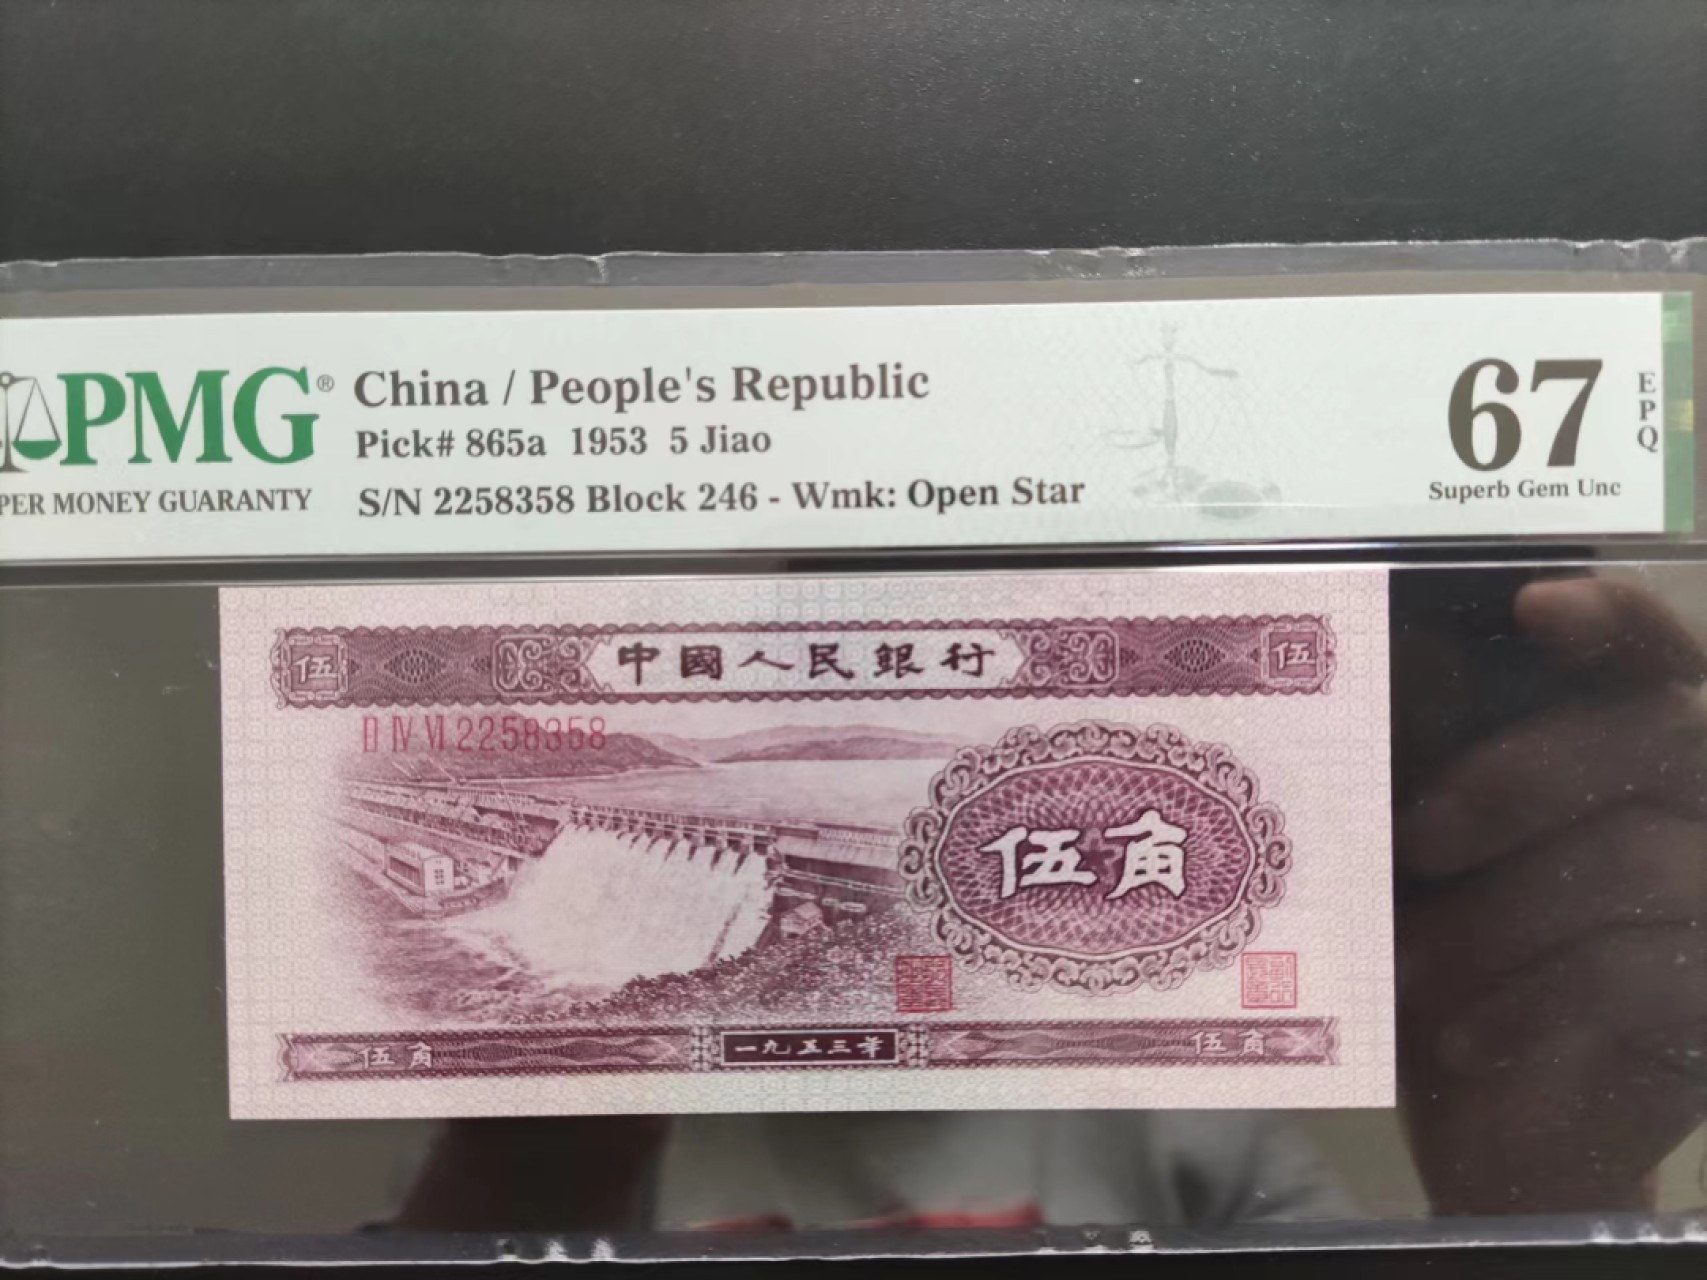 PMG®
PER MONEY GUARANTY
China / People's Republic
Pick# 865a 1953 5 Jiao
S/N 2258358 Block 246 - Wmk: Open Star
67
EPQ
Superb Gem Unc
伍
中國人民銀行
伍
II IV VI 2258358
伍角
伍角
一九五三年
伍角